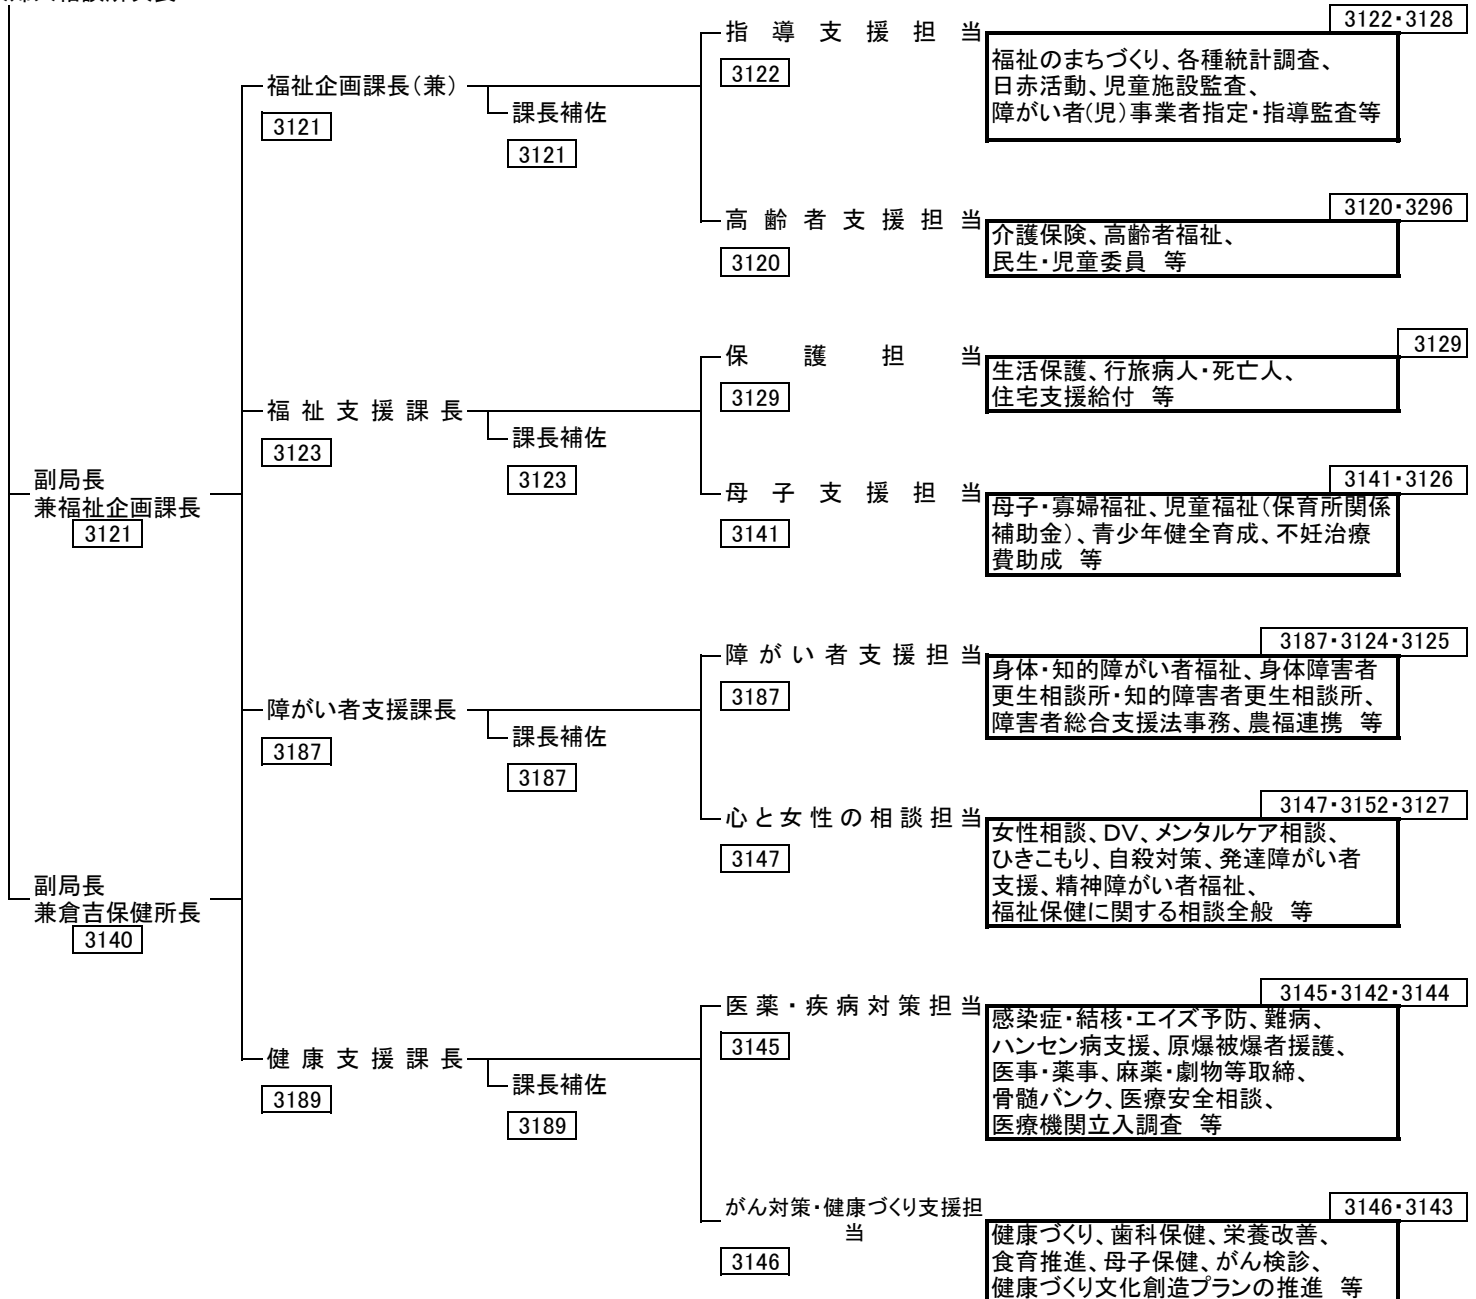 指導支援担当
3122
3122・3128
福祉のまちづくり、各種統計調査、
日赤活動、児童施設監査、
障がい者(児)事業者指定・指導監査等
福祉企画課長(兼)
3121
課長補佐
3121
高齢者支援担当
3120
3120・3296
介護保険、高齢者福祉、
民生・児童委員 等
保護担当
3129
3129
生活保護、行旅病人・死亡人、
住宅支援給付 等
福祉支援課長
3123
課長補佐
3123
副局長
兼福祉企画課長
3121
母子支援担当
3141
3141・3126
母子・寡婦福祉、児童福祉(保育所関係
補助金)、青少年健全育成、不妊治療
費助成 等
障がい者支援担当
3187
3187・3124・3125
身体・知的障がい者福祉、身体障害者
更生相談所・知的障害者更生相談所、
障害者総合支援法事務、農福連携 等
障がい者支援課長
3187
課長補佐
3187
心と女性の相談担当
3147
3147・3152・3127
女性相談、DV、メンタルケア相談、
ひきこもり、自殺対策、発達障がい者
支援、精神障がい者福祉、
福祉保健に関する相談全般 等
副局長
兼倉吉保健所長
3140
医薬・疾病対策担当
3145
3145・3142・3144
感染症・結核・エイズ予防、難病、
ハンセン病支援、原爆被爆者援護、
医事・薬事、麻薬・劇物等取締、
骨髄バンク、医療安全相談、
医療機関立入調査 等
健康支援課長
3189
課長補佐
3189
がん対策・健康づくり支援担
当
3146
3146・3143
健康づくり、歯科保健、栄養改善、
食育推進、母子保健、がん検診、
健康づくり文化創造プランの推進 等